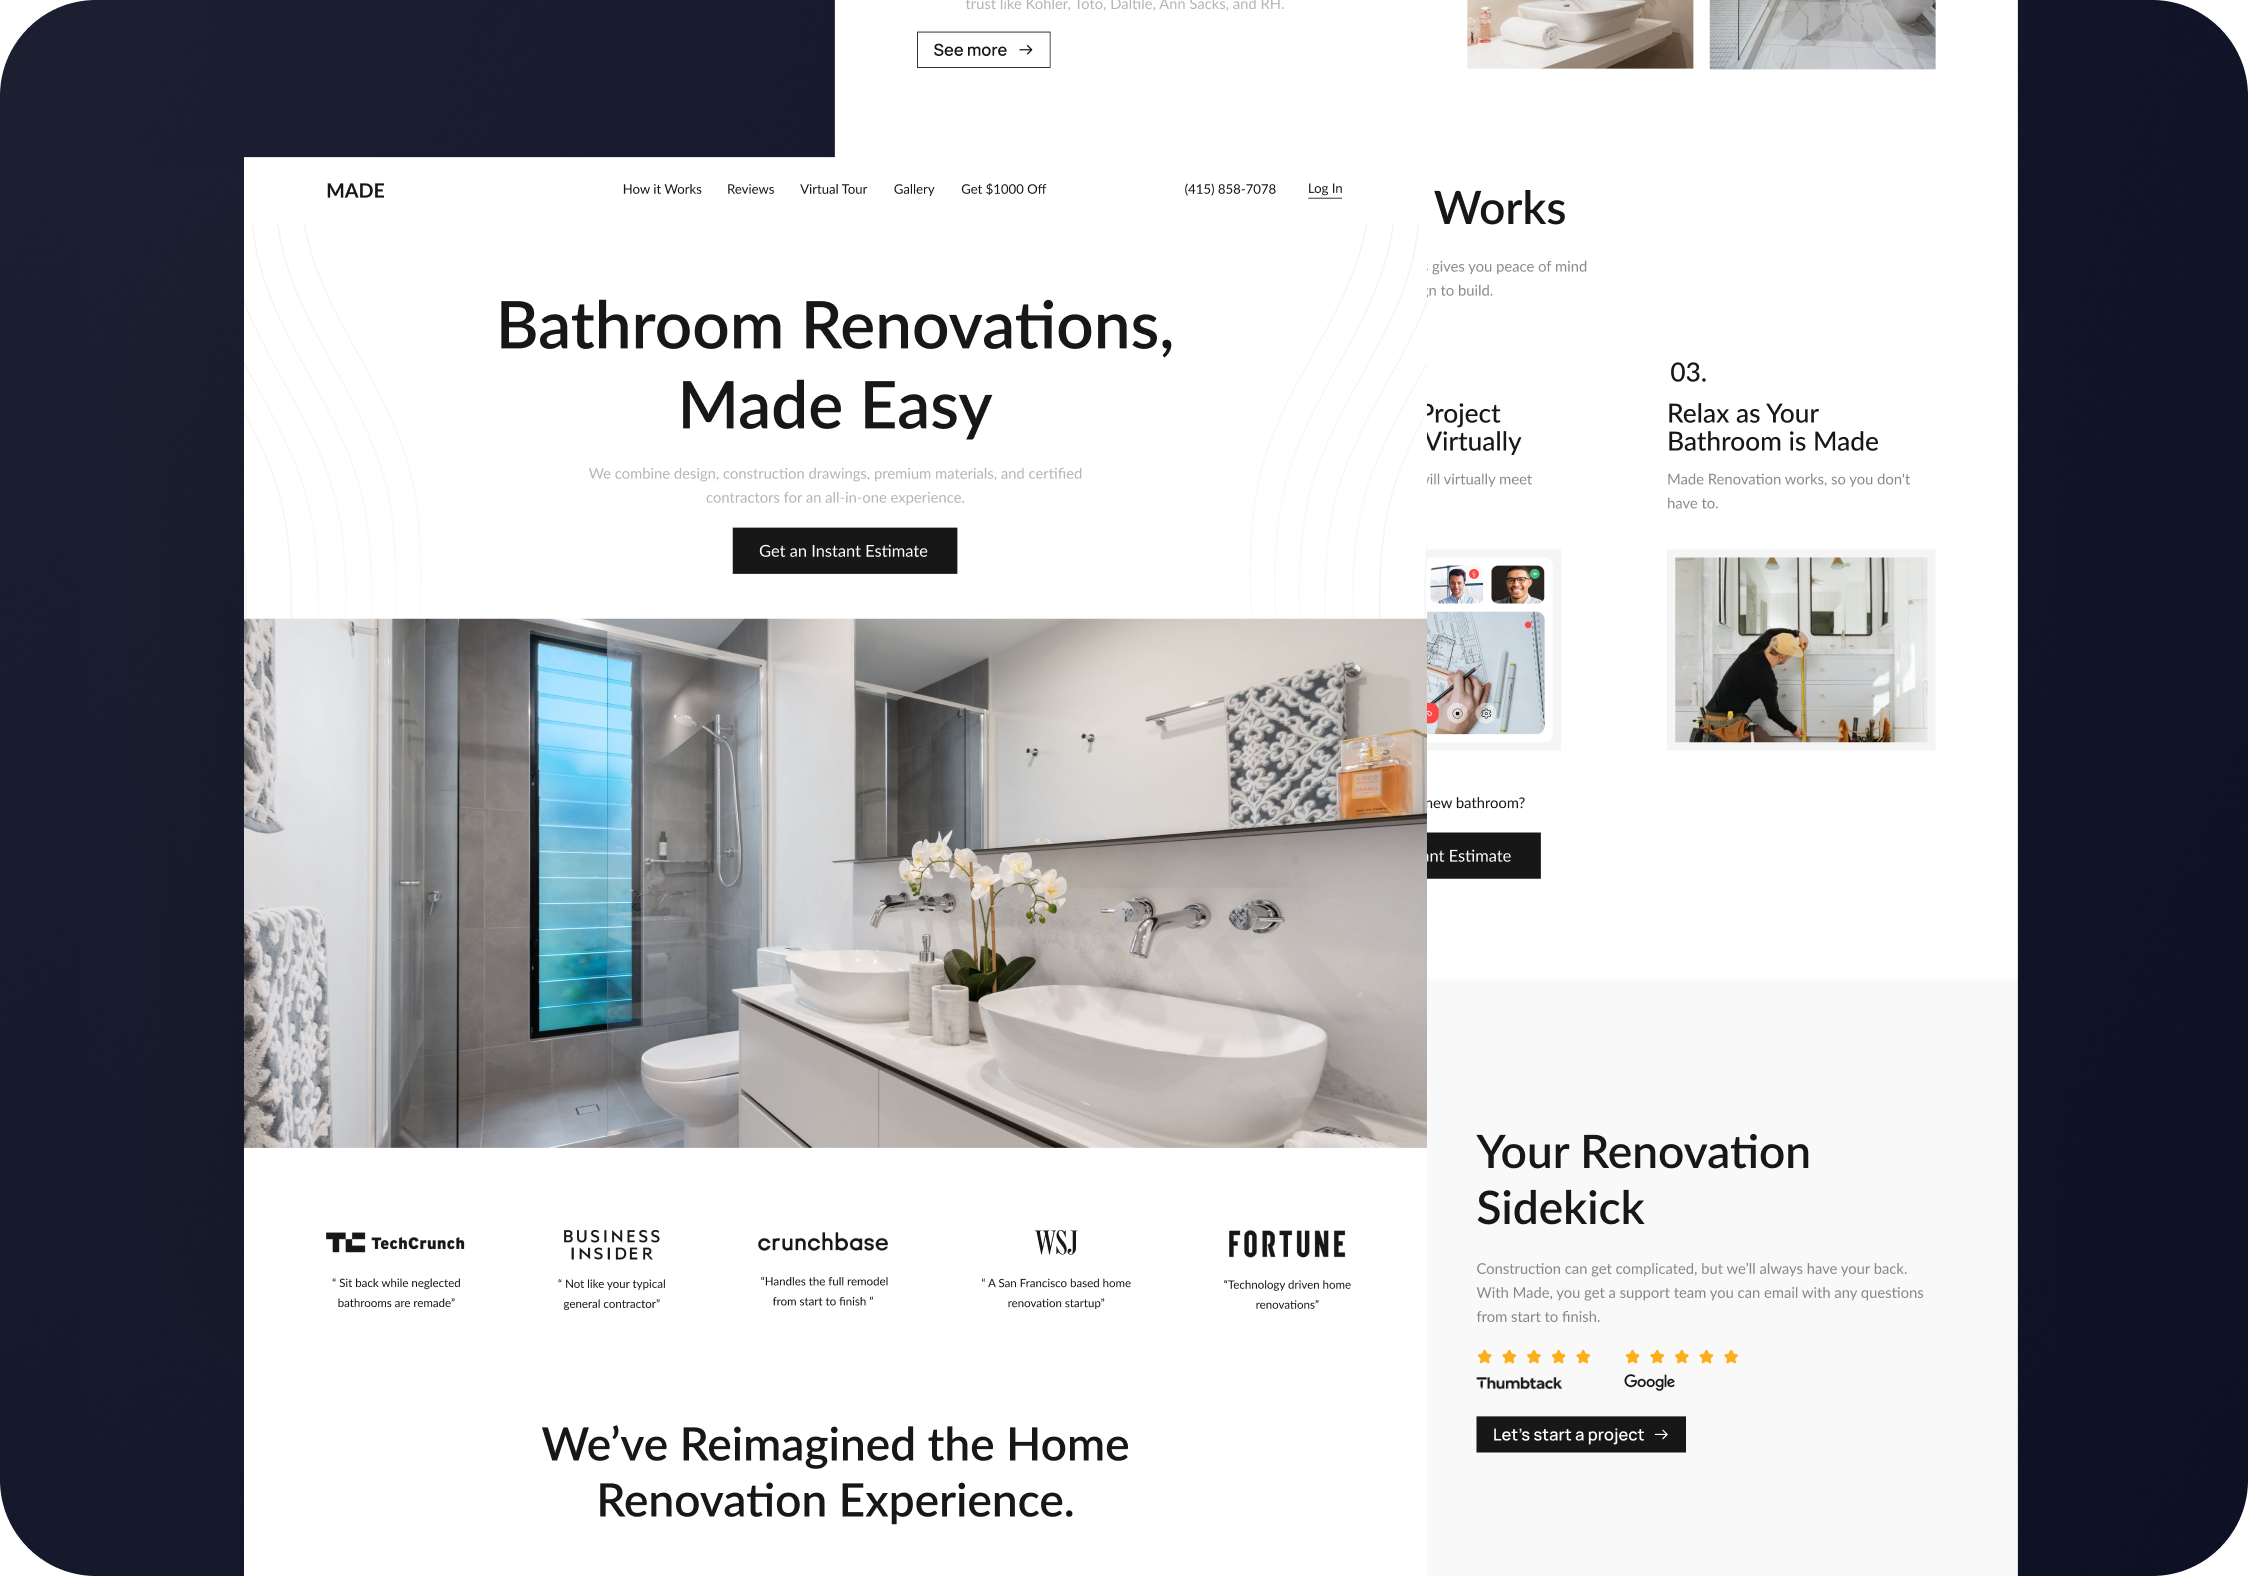 trust like Kohler, Toto, Daltile, Ann Sacks, and RH.
See more →
MADE
How it Works
Reviews
Virtual Tour
Gallery
Get $1000 Off
(415) 858-7078
Log In
Bathroom Renovations,
Made Easy
We combine design, construction drawings, premium materials, and certified
contractors for an all-in-one experience.
Get an Instant Estimate
TechCrunch
“ Sit back while neglected
bathrooms are remade”
BUSINESS
INSIDER
“ Not like your typical
general contractor”
crunchbase
“Handles the full remodel
from start to finish ”
WSJ
“ A San Francisco based home
renovation startup”
FORTUNE
“Technology driven home
renovations”
We’ve Reimagined the Home
Renovation Experience.
Works
gives you peace of mind
to build.
Project
Virtually
virtually meet
03.
Relax as Your
Bathroom is Made
Made Renovation works, so you don't
have to.
new bathroom?
Estimate
Your Renovation
Sidekick
Construction can get complicated, but we’ll always have your back.
With Made, you get a support team you can email with any questions
from start to finish.
Thumbtack
Google
Let’s start a project →